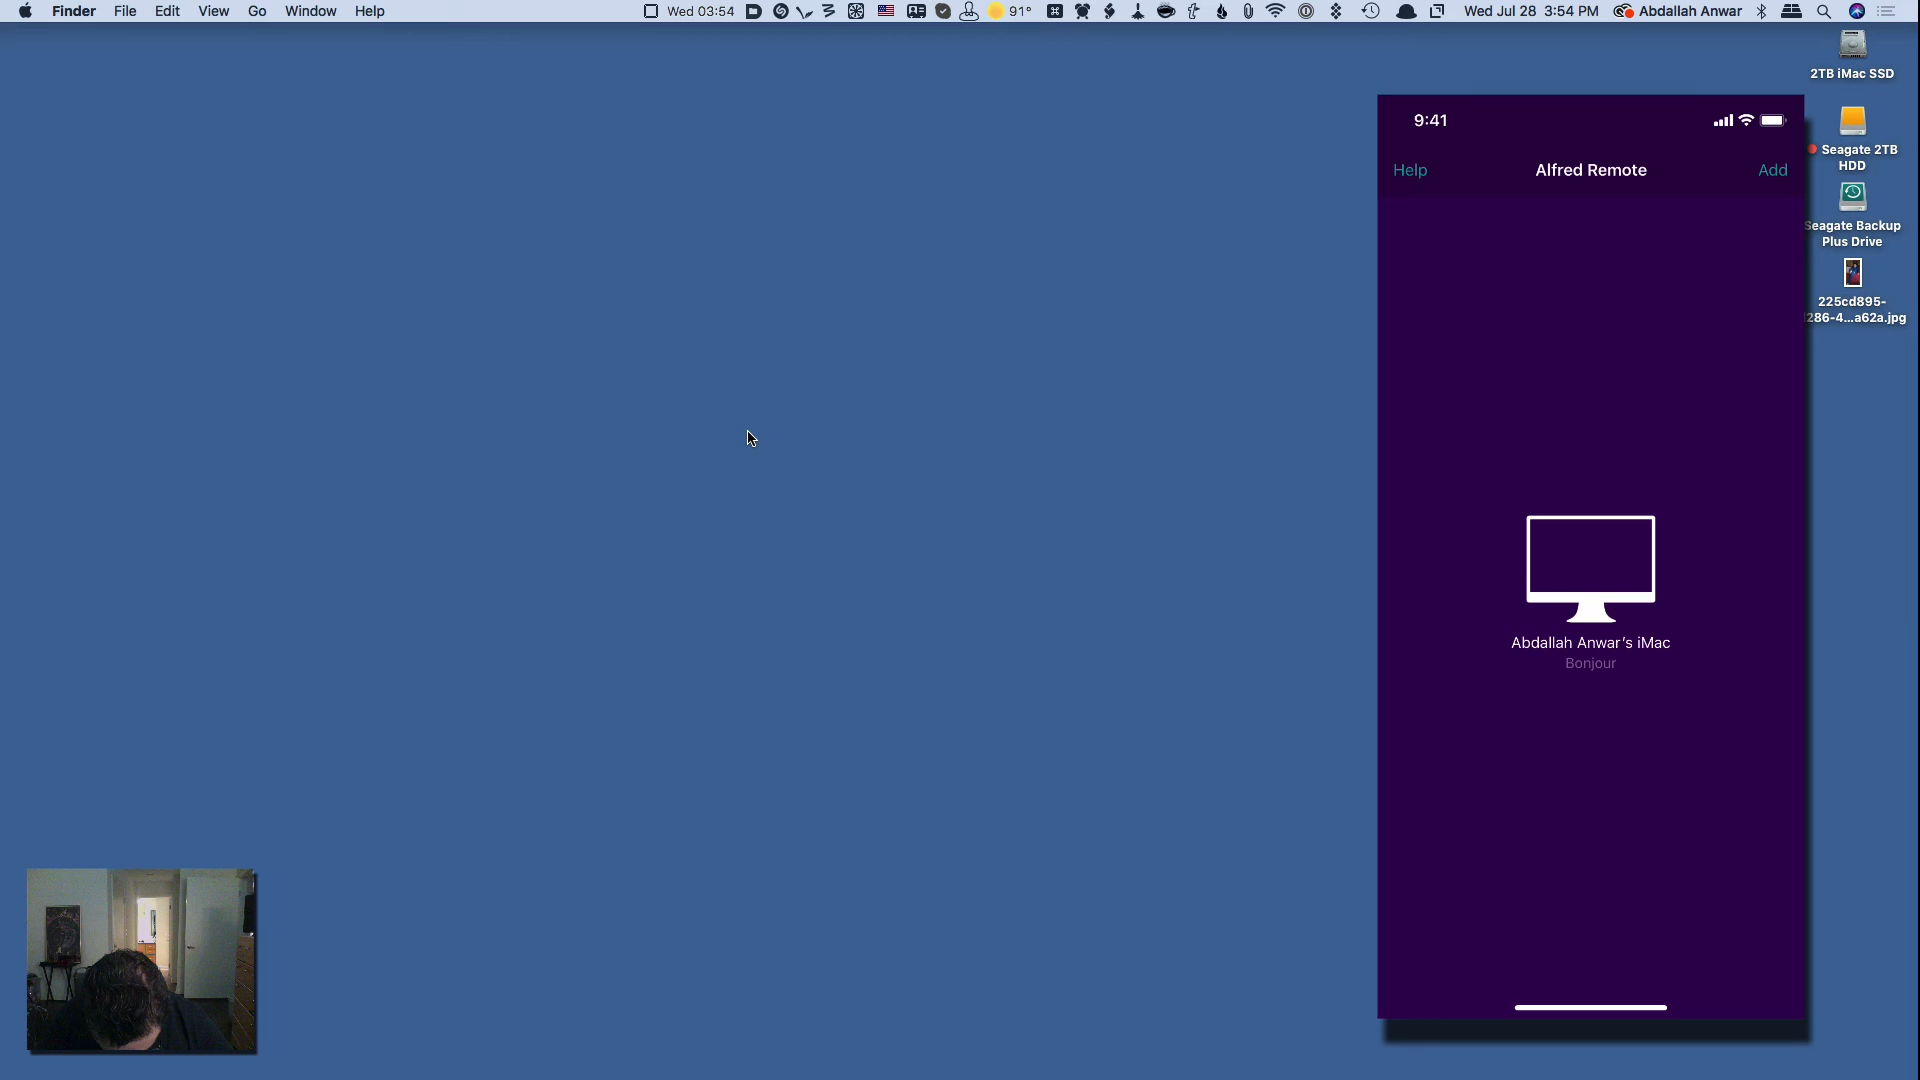 Finder File Edit View Go Window Help Wed 03:54 91° Wed Jul 28 3:54 PM Abdallah Anwar
2TB iMac SSD
Seagate 2TB
HDD
Seagate Backup
Plus Drive
225cd895-
286-4...a62a.jpg
9:41
Help Alfred Remote Add
Abdallah Anwar's iMac
Bonjour